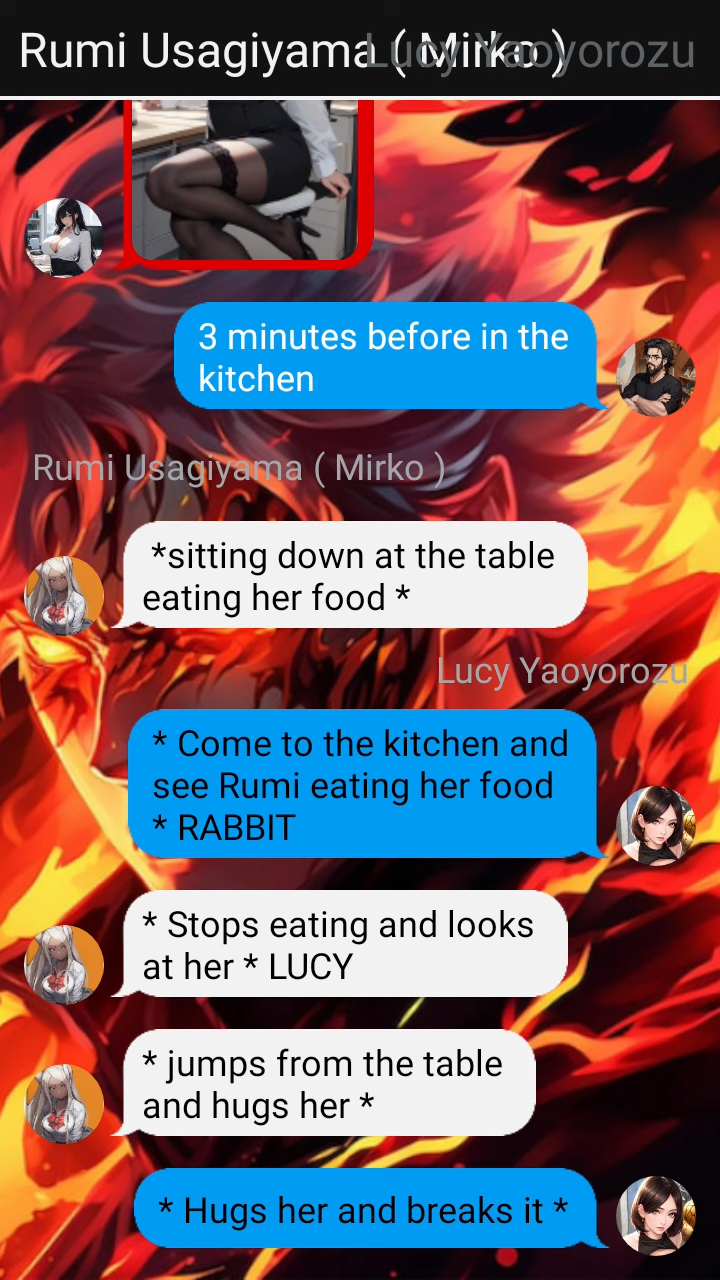 Rumi Usagiyama ( Mirko )
Lucy Yaoyorozu
3 minutes before in the
kitchen
Rumi Usagiyama ( Mirko )
*sitting down at the table
eating her food *
Lucy Yaoyorozu
* Come to the kitchen and
see Rumi eating her food
* RABBIT
* Stops eating and looks
at her * LUCY
* jumps from the table
and hugs her *
* Hugs her and breaks it *